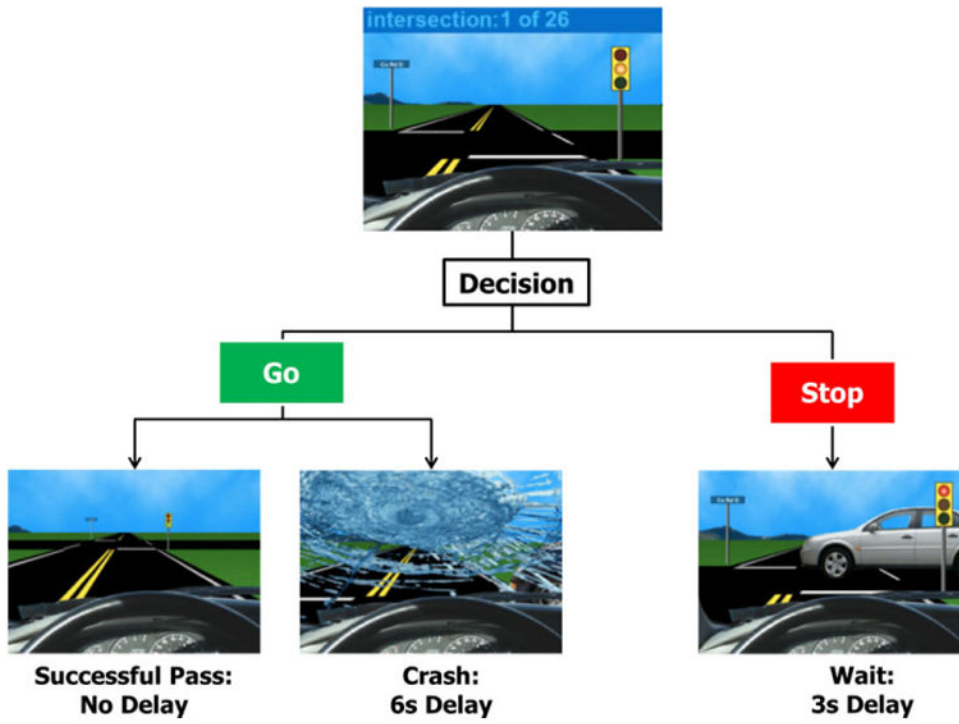 intersection:1 of 26
Decision
Go
Stop
Successful Pass:
No Delay
Crash:
6s Delay
Wait:
3s Delay